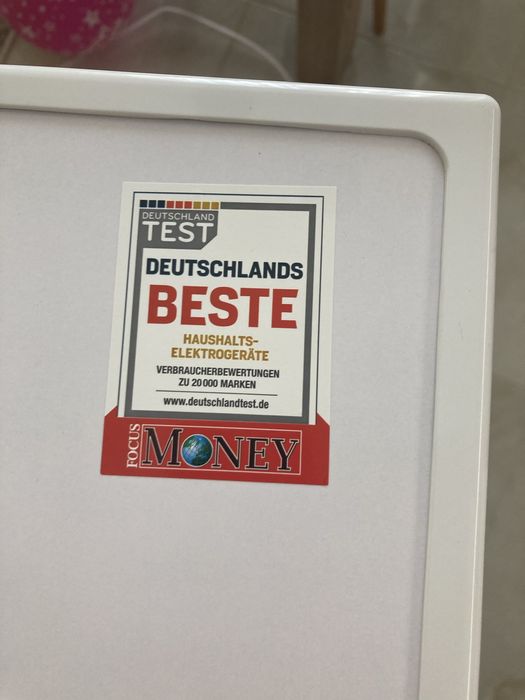 DEUTSCHLAND
TEST
DEUTSCHLANDS
BESTE
HAUSHALTS-
ELEKTROGERÄTE
VERBRAUCHERBEWERTUNGEN
ZU 20 000 MARKEN
www.deutschlandtest.de
FOCUS
MONEY